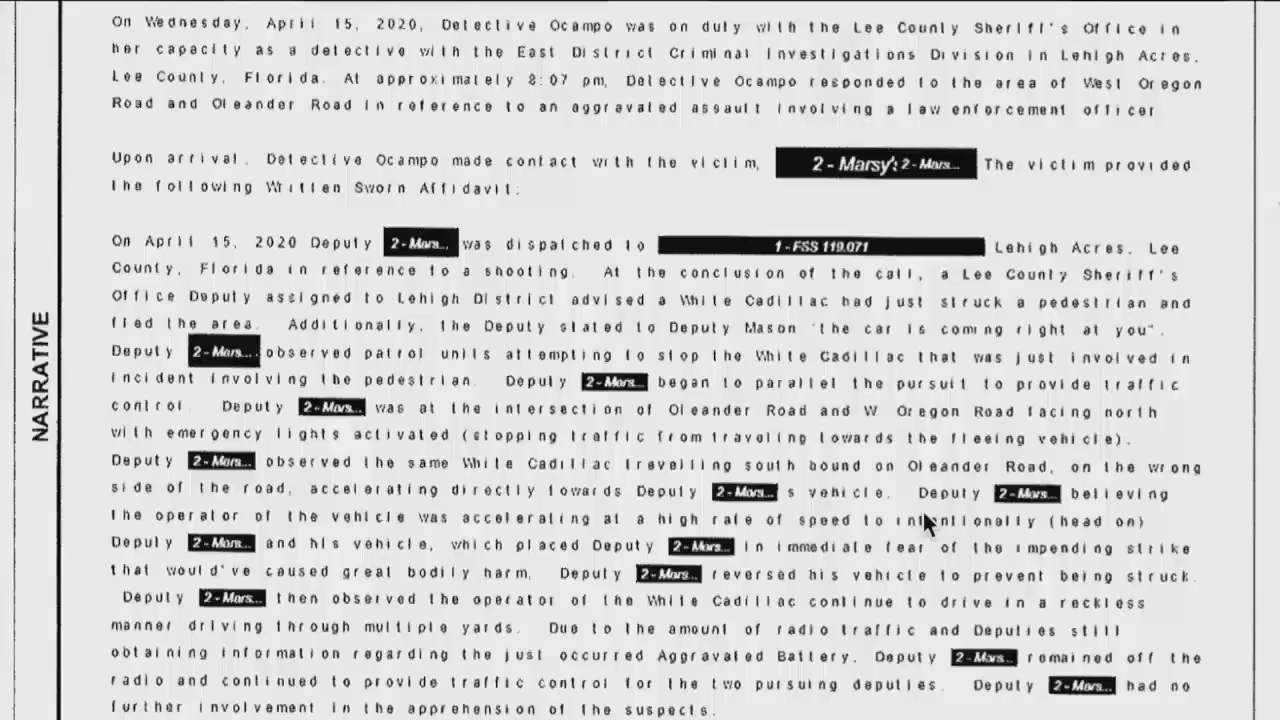 On Wednesday, April 15, 2020, Detective Ocampo was on duty with the Lee County Sheriff's Office in
her capacity as a detective with the East District Criminal Investigations Division in Lehigh Acres,
Lee County, Florida. At approximately 8:07 pm, Detective Ocampo responded to the area of West Oregon
Road and Oleander Road in reference to an aggravated assault involving a law enforcement officer
Upon arrival, Detective Ocampo made contact with the victim, 2 - Marsy's 2 - Mars... The victim provided
the following Written Sworn Affidavit:
On April 15, 2020 Deputy 2 - Mars... was dispatched to 1 - FSS 119.071 Lehigh Acres, Lee
County, Florida in reference to a shooting. At the conclusion of the call, a Lee County Sheriff's
Office Deputy assigned to Lehigh District advised a White Cadillac had just struck a pedestrian and
fled the area. Additionally, the Deputy stated to Deputy Mason "the car is coming right at you".
Deputy 2 - Mars... observed patrol units attempting to stop the White Cadillac that was just involved in
incident involving the pedestrian. Deputy 2 - Mars... began to parallel the pursuit to provide traffic
control. Deputy 2 - Mars... was at the intersection of Oleander Road and W. Oregon Road facing north
with emergency lights activated (stopping traffic from traveling towards the fleeing vehicle).
Deputy 2 - Mars... observed the same White Cadillac travelling south bound on Oleander Road, on the wrong
side of the road, accelerating directly towards Deputy 2 - Mars... s vehicle. Deputy 2 - Mars... believing
the operator of the vehicle was accelerating at a high rate of speed to intentionally (head on)
Deputy 2 - Mars... and his vehicle, which placed Deputy 2 - Mars... in immediate fear of the impending strike
that would've caused great bodily harm. Deputy 2 - Mars... reversed his vehicle to prevent being struck.
Deputy 2 - Mars... then observed the operator of the White Cadillac continue to drive in a reckless
manner driving through multiple yards. Due to the amount of radio traffic and Deputies still
obtaining information regarding the just occurred Aggravated Battery, Deputy 2 - Mars... remained off the
radio and continued to provide traffic control for the two pursuing deputies. Deputy 2 - Mars... had no
further involvement in the apprehension of the suspects.
NARRATIVE